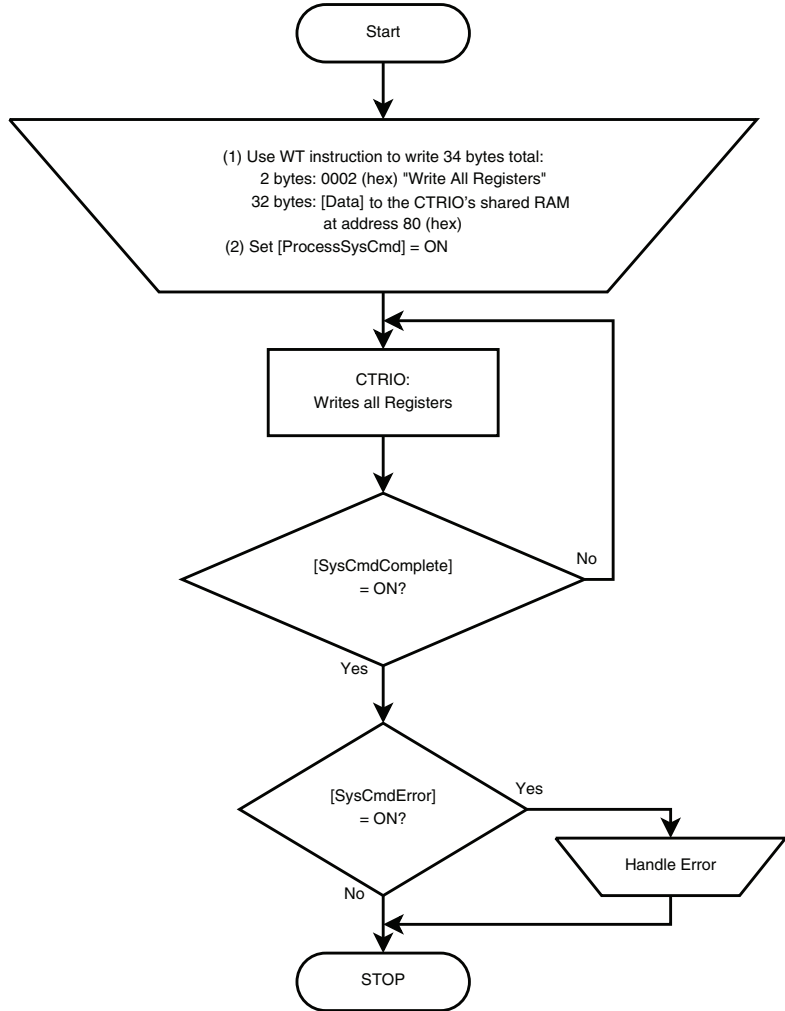 Start
(1) Use WT instruction to write 34 bytes total:
2 bytes: 0002 (hex) "Write All Registers"
32 bytes: [Data] to the CTRIO's shared RAM
at address 80 (hex)
(2) Set [ProcessSysCmd] = ON
CTRIO:
Writes all Registers
[SysCmdComplete]
= ON?
No
Yes
[SysCmdError]
= ON?
Yes
Handle Error
No
STOP